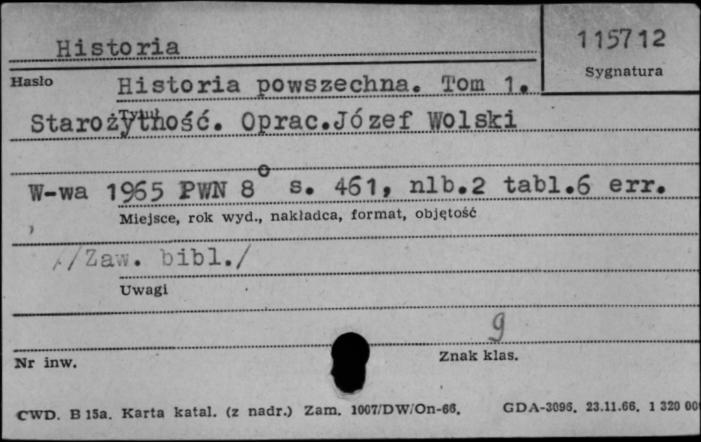 Historia
115712
Sygnatura
Hasło
Historia powszechna. Tom 1.
Tytuł
Starożytność. Oprac.Józef Wolski
W-wa 1965 PWN 8° s. 461, nlb.2 tabl.6 err.
Miejsce, rok wyd., nakładca, format, objętość
//Zaw. bibl./
Uwagi
9
Nr inw.
Znak klas.
CWD. B 15a. Karta katal. (z nadr.) Zam. 1007/DW/On-66. GDA-3096. 23.11.66. 1 320 00